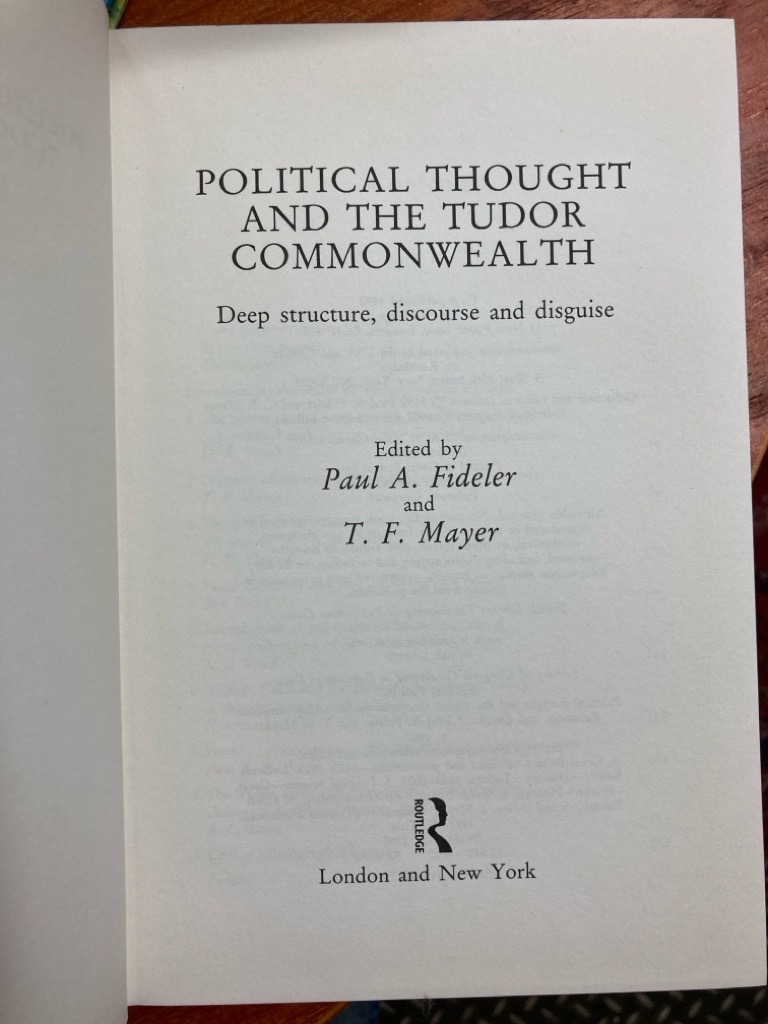 POLITICAL THOUGHT
AND THE TUDOR
COMMONWEALTH
Deep structure, discourse and disguise
Edited by
Paul A. Fideler
and
T. F. Mayer
ROUTLEDGE
London and New York